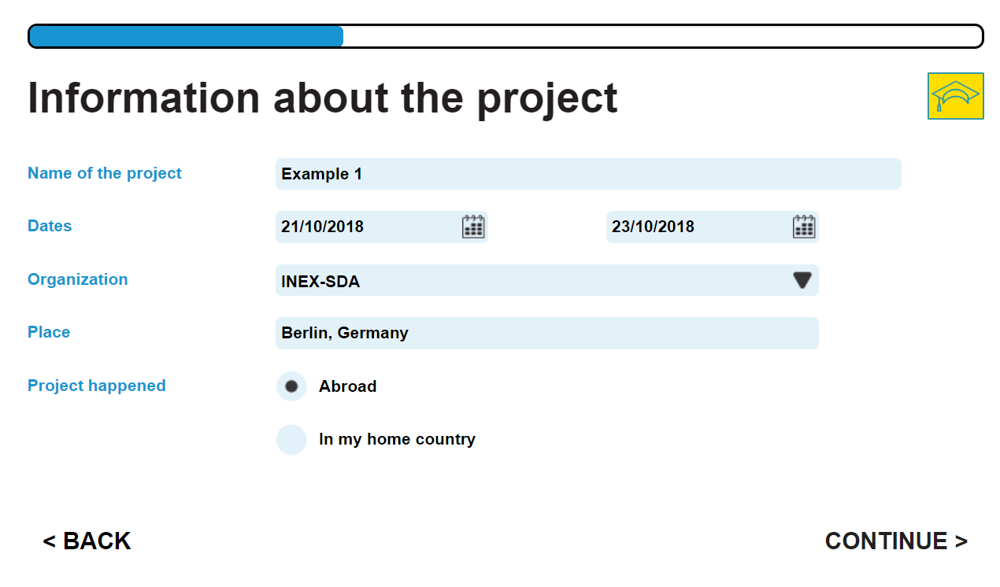 Information about the project
Name of the project Example 1
Dates 21/10/2018 23/10/2018
Organization INEX-SDA
Place Berlin, Germany
Project happened Abroad
In my home country
< BACK CONTINUE >